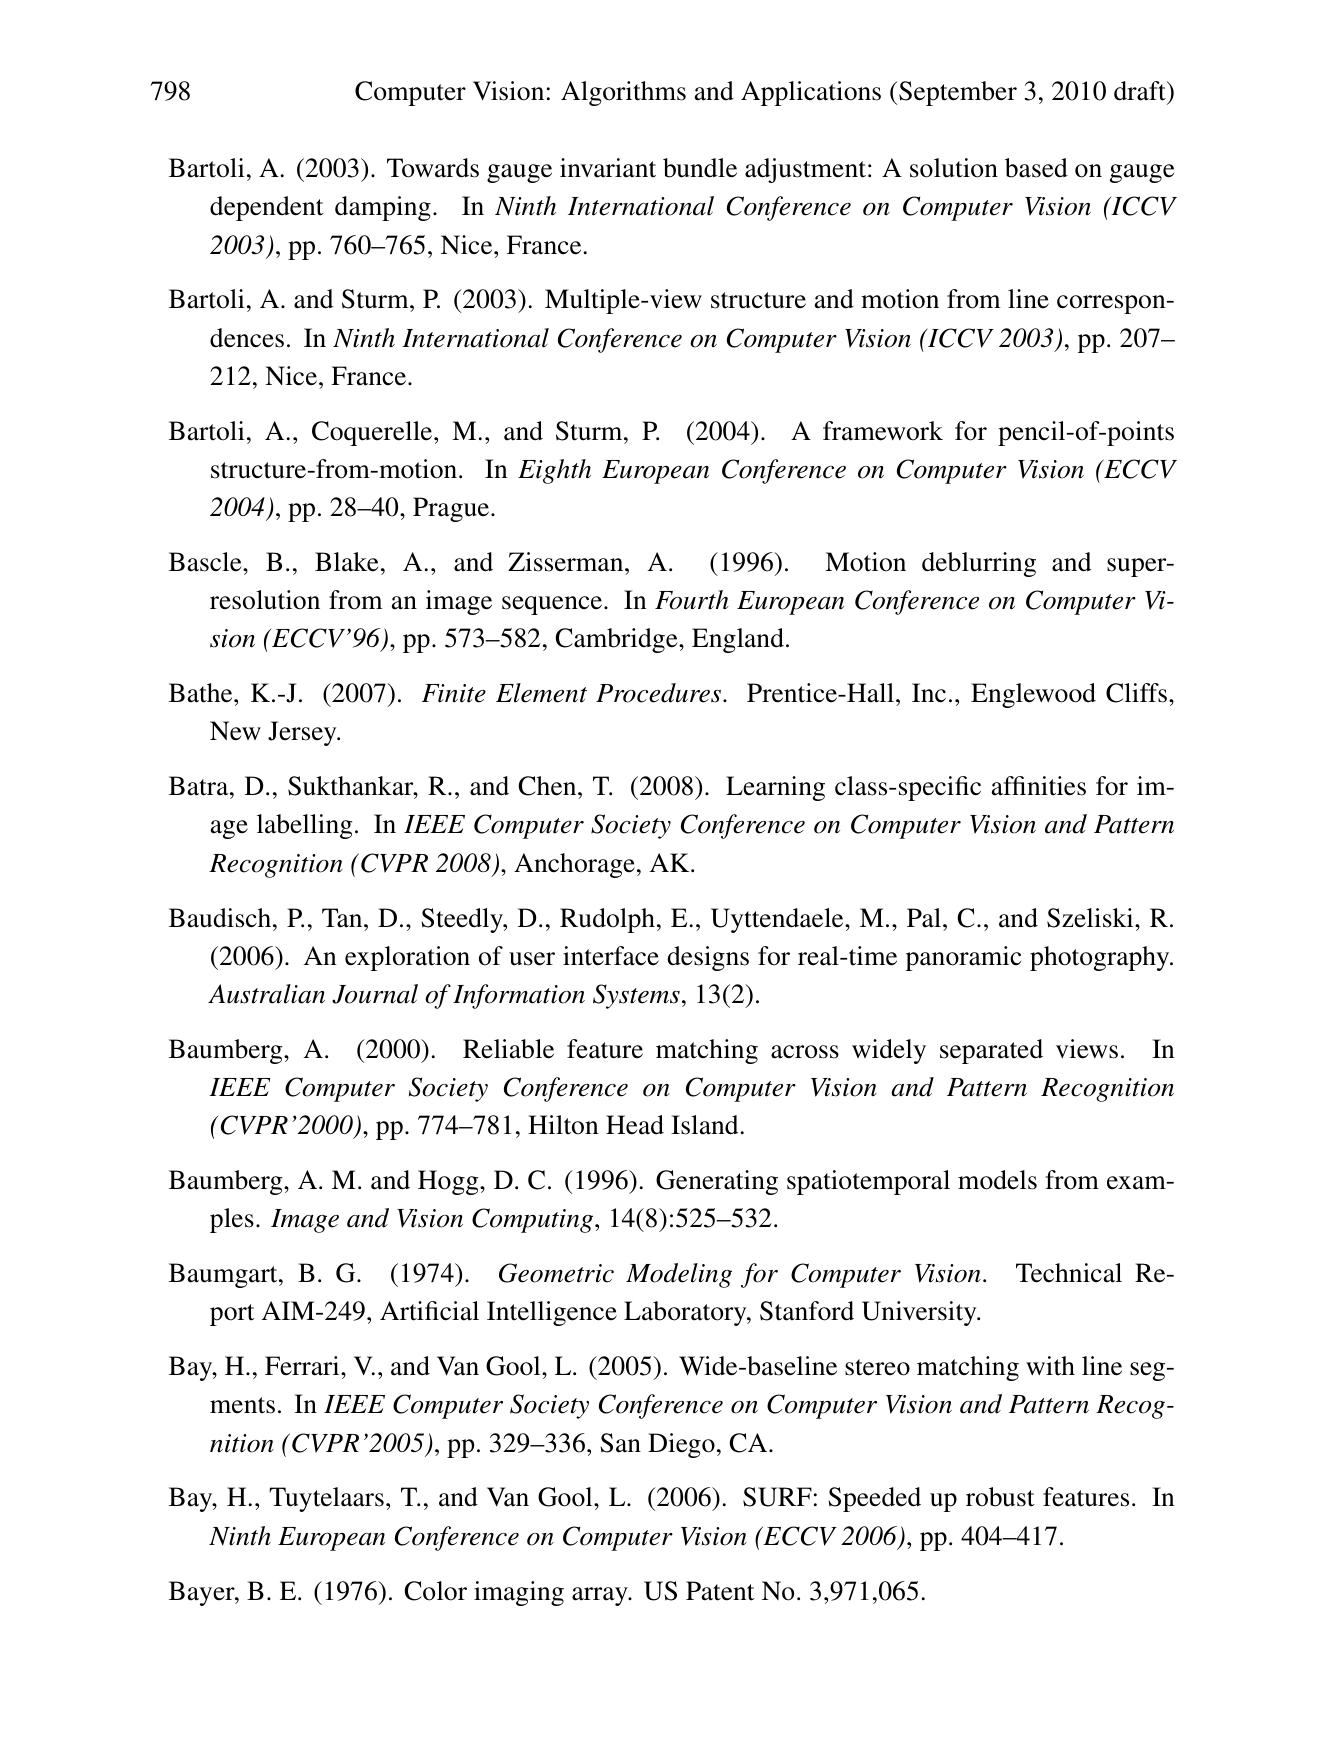 798 Computer Vision: Algorithms and Applications (September 3, 2010 draft)
Bartoli, A. (2003). Towards gauge invariant bundle adjustment: A solution based on gauge
dependent damping. In Ninth International Conference on Computer Vision (ICCV
2003), pp. 760–765, Nice, France.
Bartoli, A. and Sturm, P. (2003). Multiple-view structure and motion from line correspon-
dences. In Ninth International Conference on Computer Vision (ICCV 2003), pp. 207–
212, Nice, France.
Bartoli, A., Coquerelle, M., and Sturm, P. (2004). A framework for pencil-of-points
structure-from-motion. In Eighth European Conference on Computer Vision (ECCV
2004), pp. 28–40, Prague.
Bascle, B., Blake, A., and Zisserman, A. (1996). Motion deblurring and super-
resolution from an image sequence. In Fourth European Conference on Computer Vi-
sion (ECCV’96), pp. 573–582, Cambridge, England.
Bathe, K.-J. (2007). Finite Element Procedures. Prentice-Hall, Inc., Englewood Cliffs,
New Jersey.
Batra, D., Sukthankar, R., and Chen, T. (2008). Learning class-specific affinities for im-
age labelling. In IEEE Computer Society Conference on Computer Vision and Pattern
Recognition (CVPR 2008), Anchorage, AK.
Baudisch, P., Tan, D., Steedly, D., Rudolph, E., Uyttendaele, M., Pal, C., and Szeliski, R.
(2006). An exploration of user interface designs for real-time panoramic photography.
Australian Journal of Information Systems, 13(2).
Baumberg, A. (2000). Reliable feature matching across widely separated views. In
IEEE Computer Society Conference on Computer Vision and Pattern Recognition
(CVPR’2000), pp. 774–781, Hilton Head Island.
Baumberg, A. M. and Hogg, D. C. (1996). Generating spatiotemporal models from exam-
ples. Image and Vision Computing, 14(8):525–532.
Baumgart, B. G. (1974). Geometric Modeling for Computer Vision. Technical Re-
port AIM-249, Artificial Intelligence Laboratory, Stanford University.
Bay, H., Ferrari, V., and Van Gool, L. (2005). Wide-baseline stereo matching with line seg-
ments. In IEEE Computer Society Conference on Computer Vision and Pattern Recog-
nition (CVPR’2005), pp. 329–336, San Diego, CA.
Bay, H., Tuytelaars, T., and Van Gool, L. (2006). SURF: Speeded up robust features. In
Ninth European Conference on Computer Vision (ECCV 2006), pp. 404–417.
Bayer, B. E. (1976). Color imaging array. US Patent No. 3,971,065.